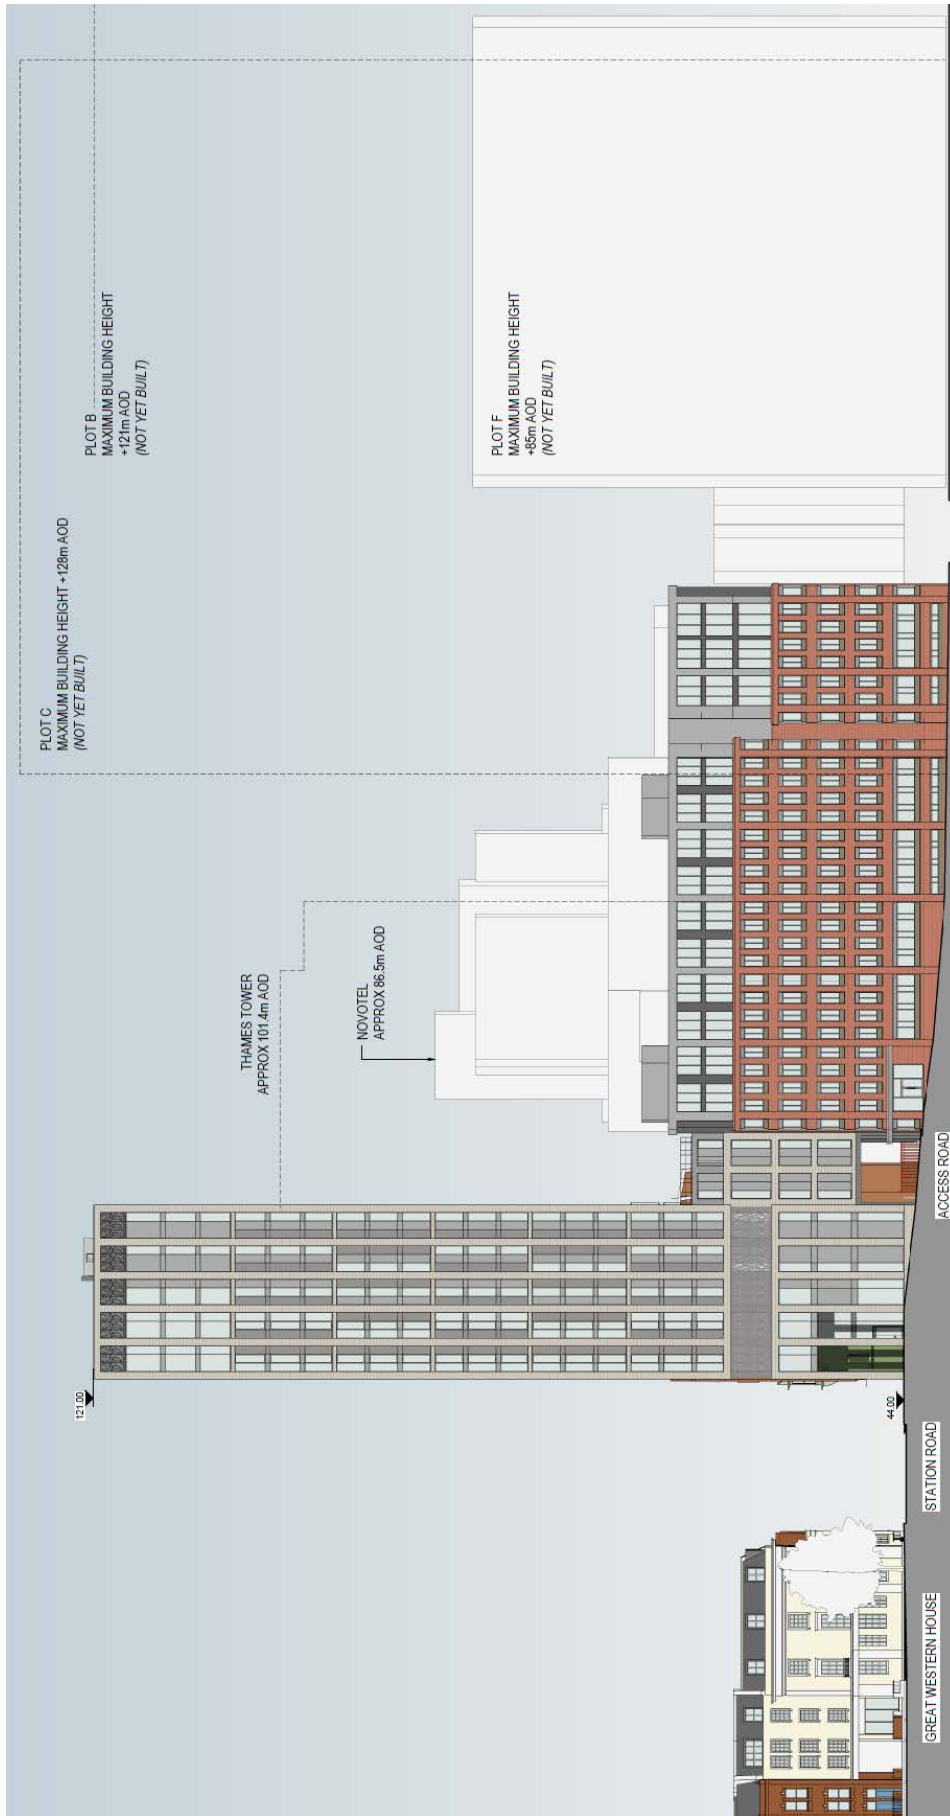 PLOT C
MAXIMUM BUILDING HEIGHT +128m AOD
(NOT YET BUILT)
PLOT B
MAXIMUM BUILDING HEIGHT
+121m AOD
(NOT YET BUILT)
121.00
THAMES TOWER
APPROX 101.4m AOD
NOVOTEL
APPROX 86.5m AOD
PLOT F
MAXIMUM BUILDING HEIGHT
+85m AOD
(NOT YET BUILT)
44.00
GREAT WESTERN HOUSE
STATION ROAD
ACCESS ROAD